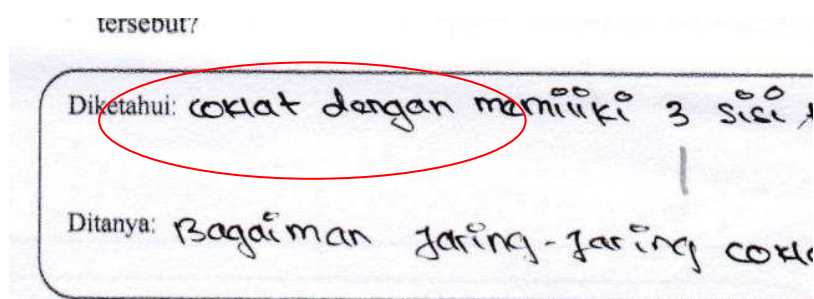 tersebut?
Diketahui: coklat dengan memiliki 3 sisi
Ditanya: Bagaiman Jaring-Jaring